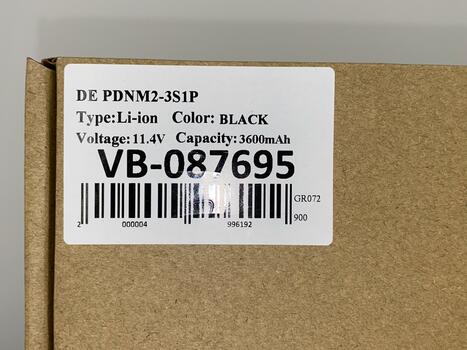 DE PDNM2-3S1P
Type:Li-ion Color: BLACK
Voltage: 11.4V Capacity:3600mAh
VB-087695
GR072
900
2 000004 996192